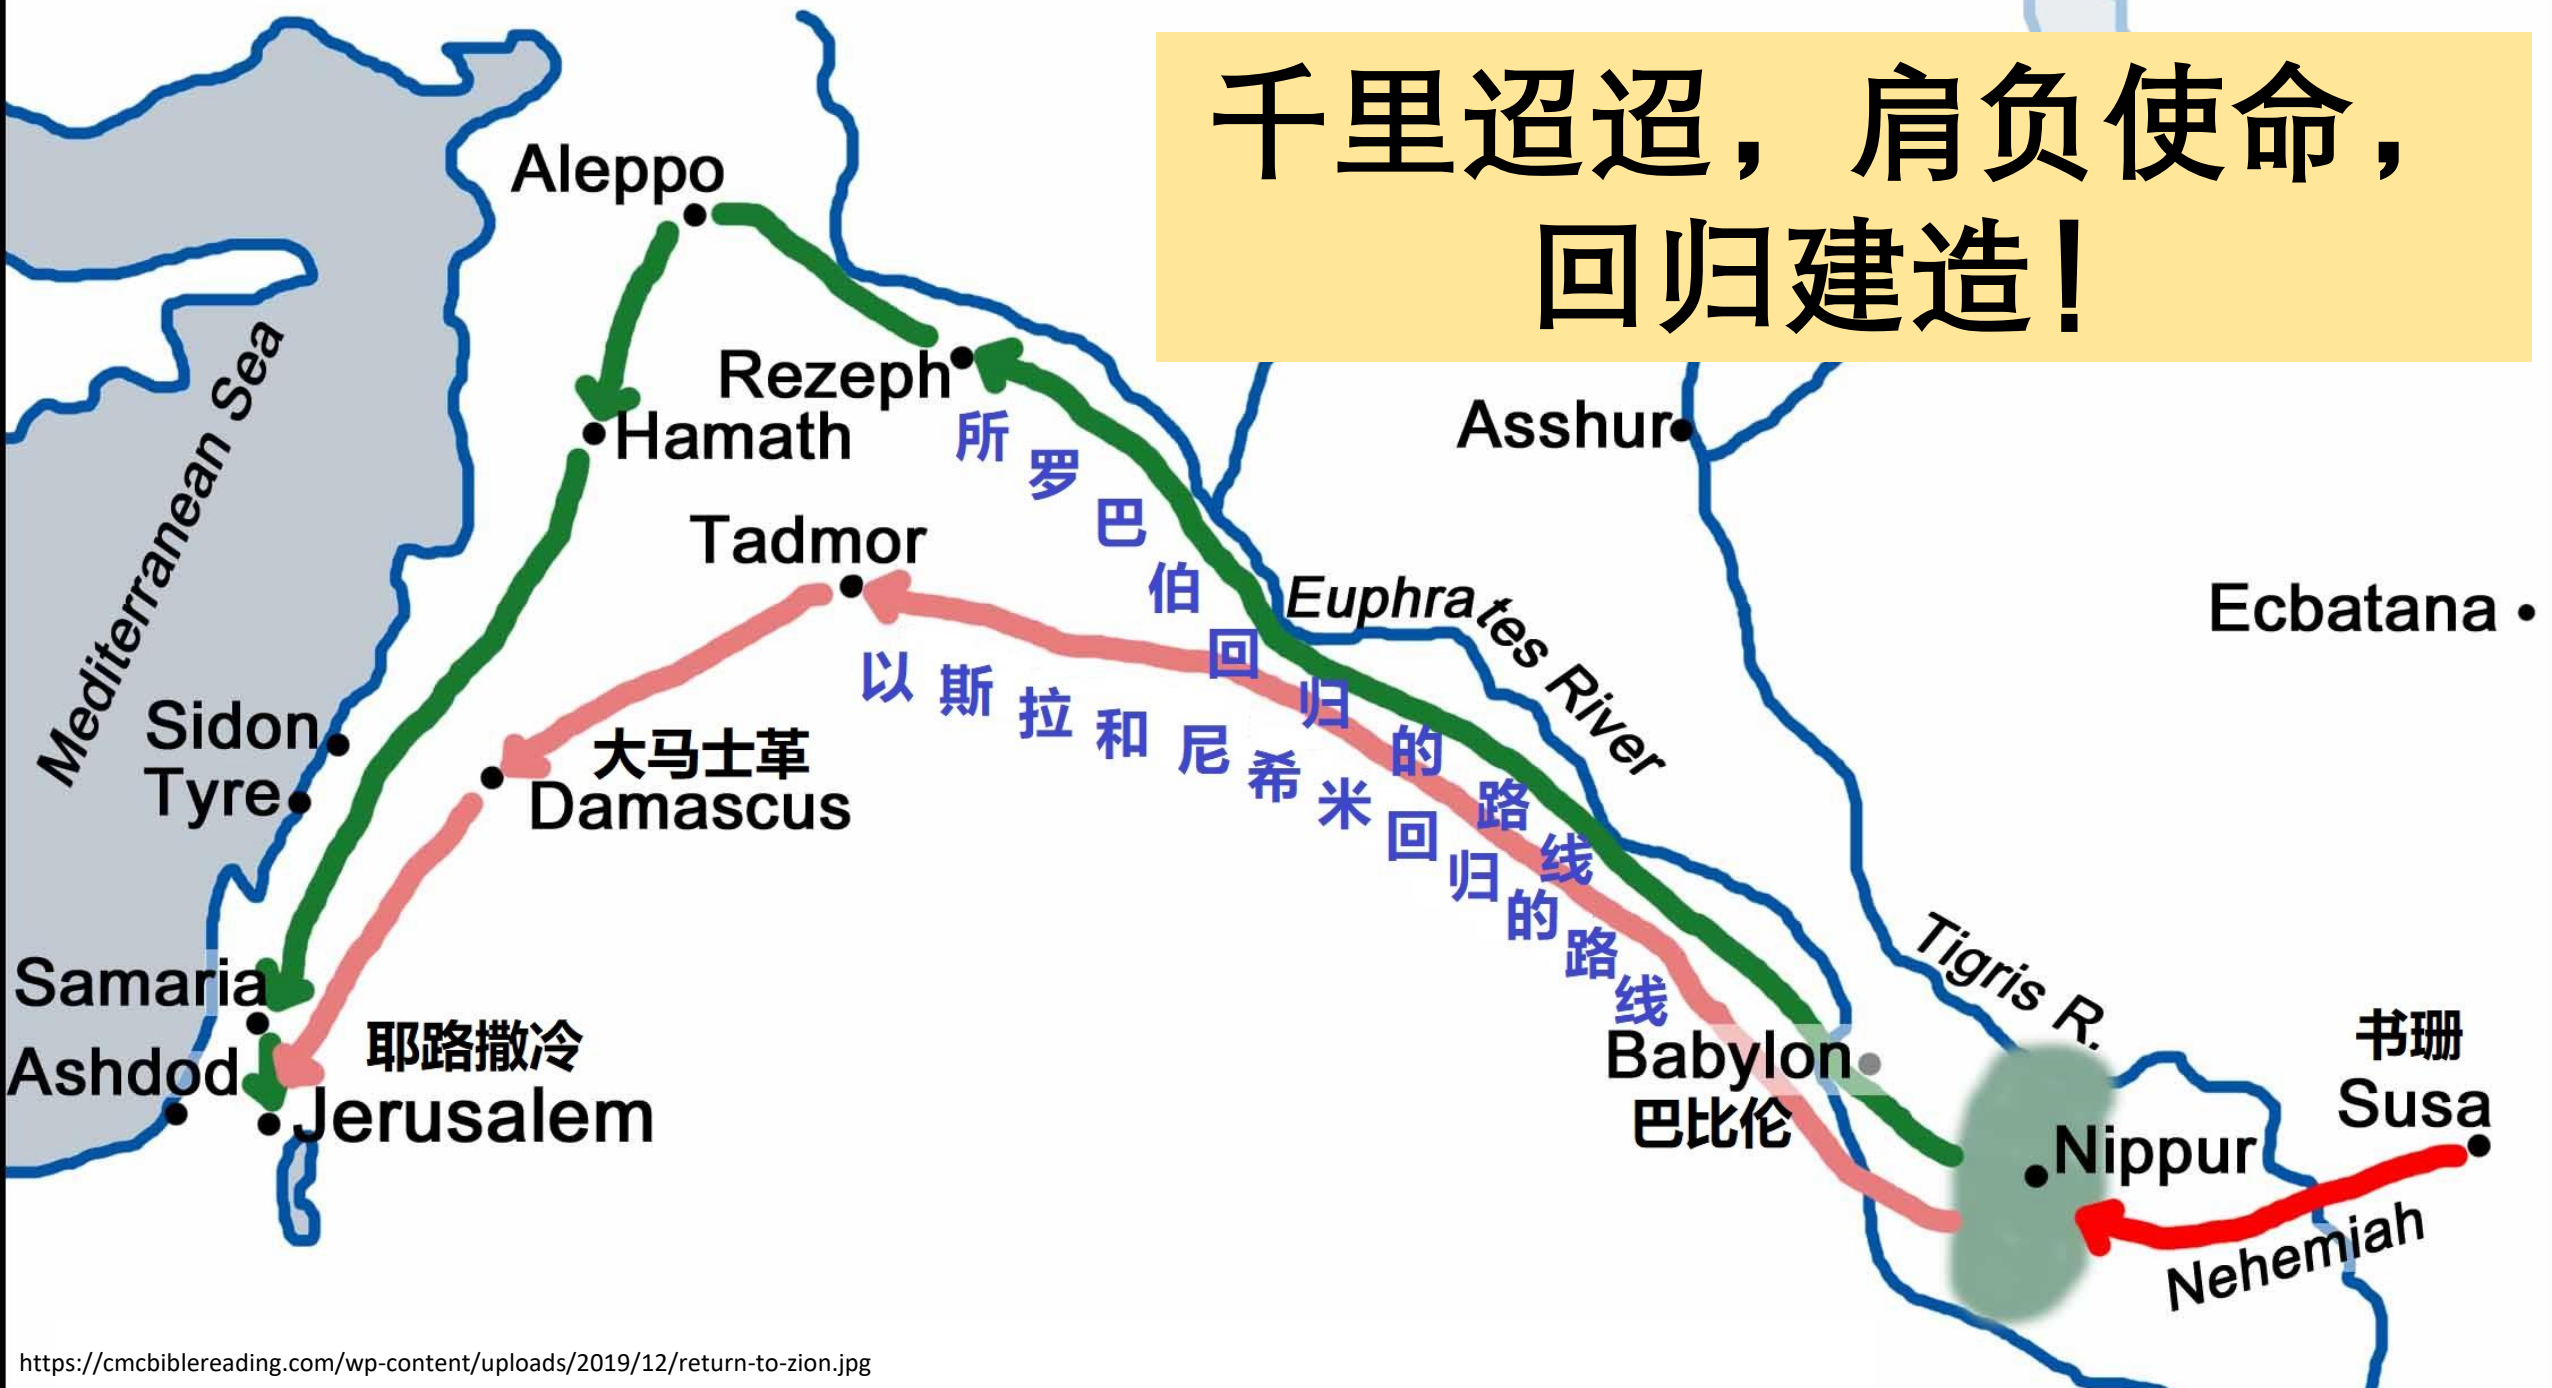 千里迢迢，肩负使命，
回归建造！
Aleppo
Rezeph
Hamath
Asshur
Tadmor
Ecbatana
Mediterranean Sea
Euphrates River
所罗巴伯回归的路线
以斯拉和尼希米回归的路线
Sidon
Tyre
大马士革
Damascus
Tigris R.
Samaria
耶路撒冷
Ashdod
Jerusalem
Babylon
巴比伦
书珊
Susa
Nippur
Nehemiah
https://cmcbiblereading.com/wp-content/uploads/2019/12/return-to-zion.jpg